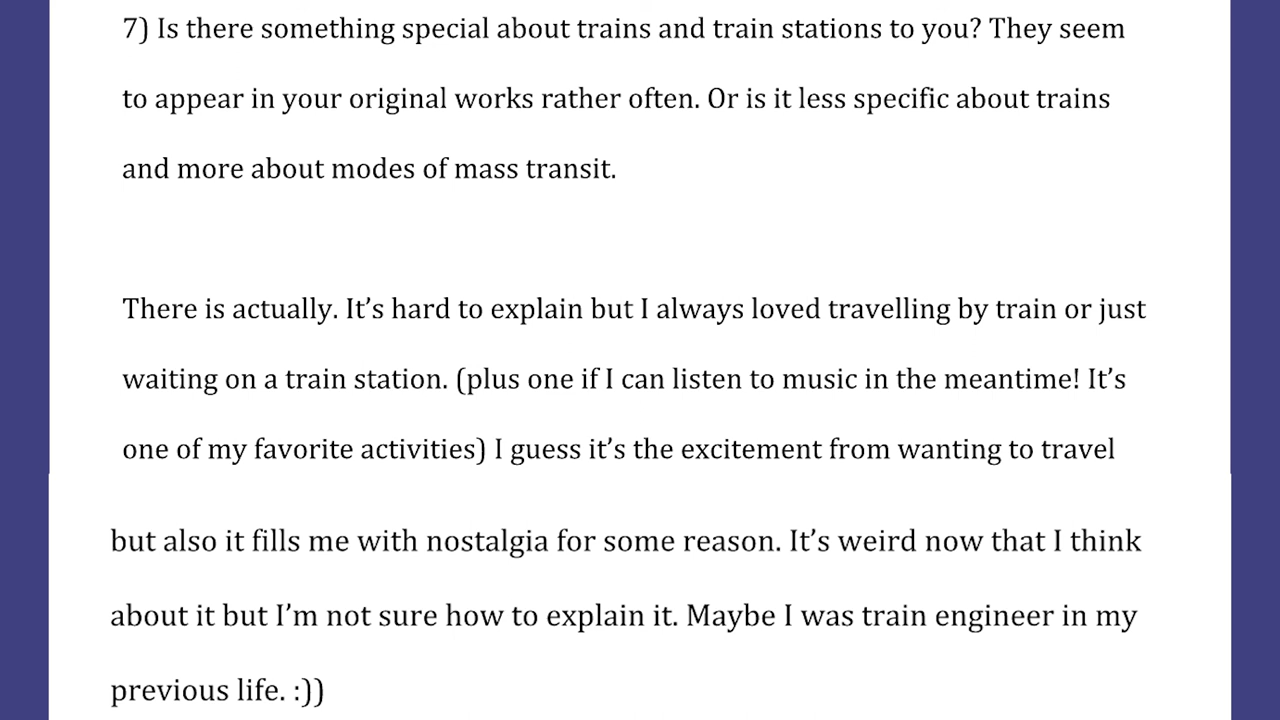 7) Is there something special about trains and train stations to you? They seem
to appear in your original works rather often. Or is it less specific about trains
and more about modes of mass transit.
There is actually. It’s hard to explain but I always loved travelling by train or just
waiting on a train station. (plus one if I can listen to music in the meantime! It’s
one of my favorite activities) I guess it’s the excitement from wanting to travel
but also it fills me with nostalgia for some reason. It’s weird now that I think
about it but I’m not sure how to explain it. Maybe I was train engineer in my
previous life. :))